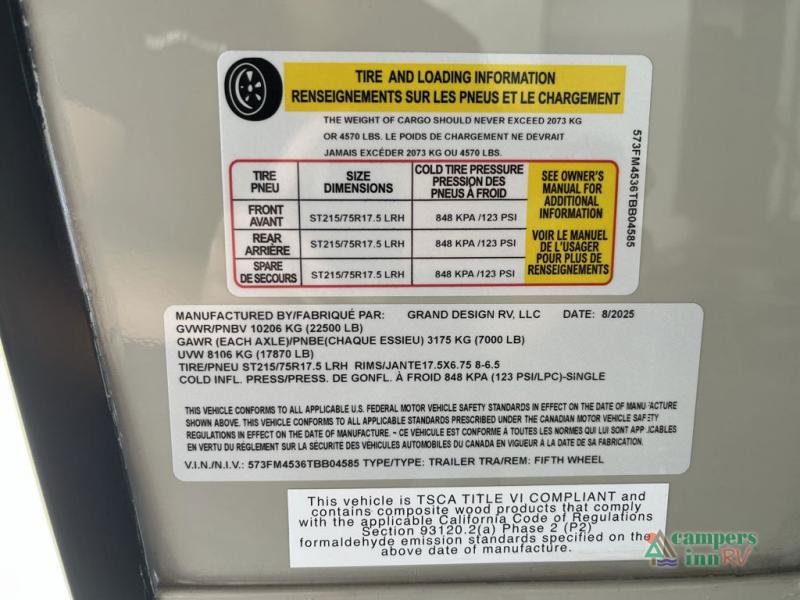 TIRE AND LOADING INFORMATION
RENSEIGNEMENTS SUR LES PNEUS ET LE CHARGEMENT
THE WEIGHT OF CARGO SHOULD NEVER EXCEED 2073 KG
OR 4570 LBS. LE POIDS DE CHARGEMENT NE DEVRAIT
JAMAIS EXCÉDER 2073 KG OU 4570 LBS.
TIRE
PNEU
SIZE
DIMENSIONS
COLD TIRE PRESSURE
PRESSION DES
PNEUS À FROID
FRONT
AVANT
ST215/75R17.5 LRH
848 KPA /123 PSI
REAR
ARRIÈRE
ST215/75R17.5 LRH
848 KPA /123 PSI
SPARE
DE SECOURS
ST215/75R17.5 LRH
848 KPA /123 PSI
SEE OWNER'S
MANUAL FOR
ADDITIONAL
INFORMATION
VOIR LE MANUEL
DE L'USAGER
POUR PLUS DE
RENSEIGNEMENTS
573FM4536TBB04585
MANUFACTURED BY/FABRIQUÉ PAR: GRAND DESIGN RV, LLC DATE: 8/2025
GVWR/PNBV 10206 KG (22500 LB)
GAWR (EACH AXLE)/PNBE(CHAQUE ESSIEU) 3175 KG (7000 LB)
UVW 8106 KG (17870 LB)
TIRE/PNEU ST215/75R17.5 LRH RIMS/JANTE17.5X6.75 8-6.5
COLD INFL. PRESS/PRESS. DE GONFL. À FROID 848 KPA (123 PSI/LPC)-SINGLE
THIS VEHICLE CONFORMS TO ALL APPLICABLE U.S. FEDERAL MOTOR VEHICLE SAFETY STANDARDS IN EFFECT ON THE DATE OF MANUFACTURE
SHOWN ABOVE. THIS VEHICLE CONFORMS TO ALL APPLICABLE STANDARDS PRESCRIBED UNDER THE CANADIAN MOTOR VEHICLE SAFETY
REGULATIONS IN EFFECT ON THE DATE OF MANUFACTURE. - CE VÉHICULE EST CONFORME À TOUTES LES NORMES QUI LUI SONT APPLICABLES
EN VERTU DU RÈGLEMENT SUR LA SÉCURITÉ DES VÉHICULES AUTOMOBILES DU CANADA EN VIGUEUR À LA DATE DE SA FABRICATION.
V.I.N./N.I.V.: 573FM4536TBB04585 TYPE/TYPE: TRAILER TRA/REM: FIFTH WHEEL
This vehicle is TSCA TITLE VI COMPLIANT and
contains composite wood products that comply
with the applicable California Code of Regulations
Section 93120.2(a) Phase 2 (P2)
formaldehyde emission standards specified on the
above date of manufacture.
campers
inn RV